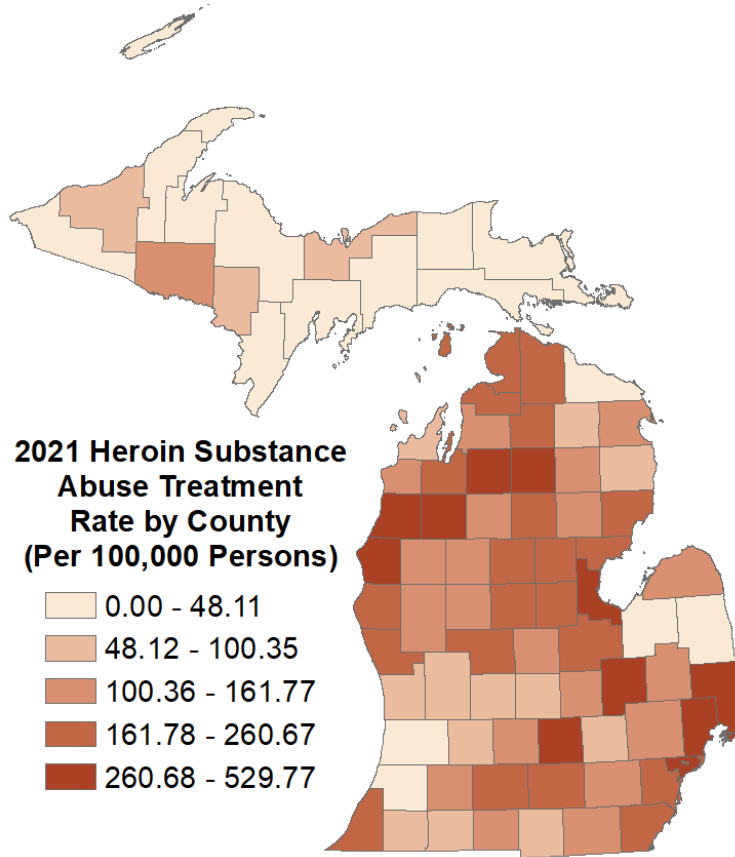 2021 Heroin Substance
Abuse Treatment
Rate by County
(Per 100,000 Persons)
0.00 - 48.11
48.12 - 100.35
100.36 - 161.77
161.78 - 260.67
260.68 - 529.77